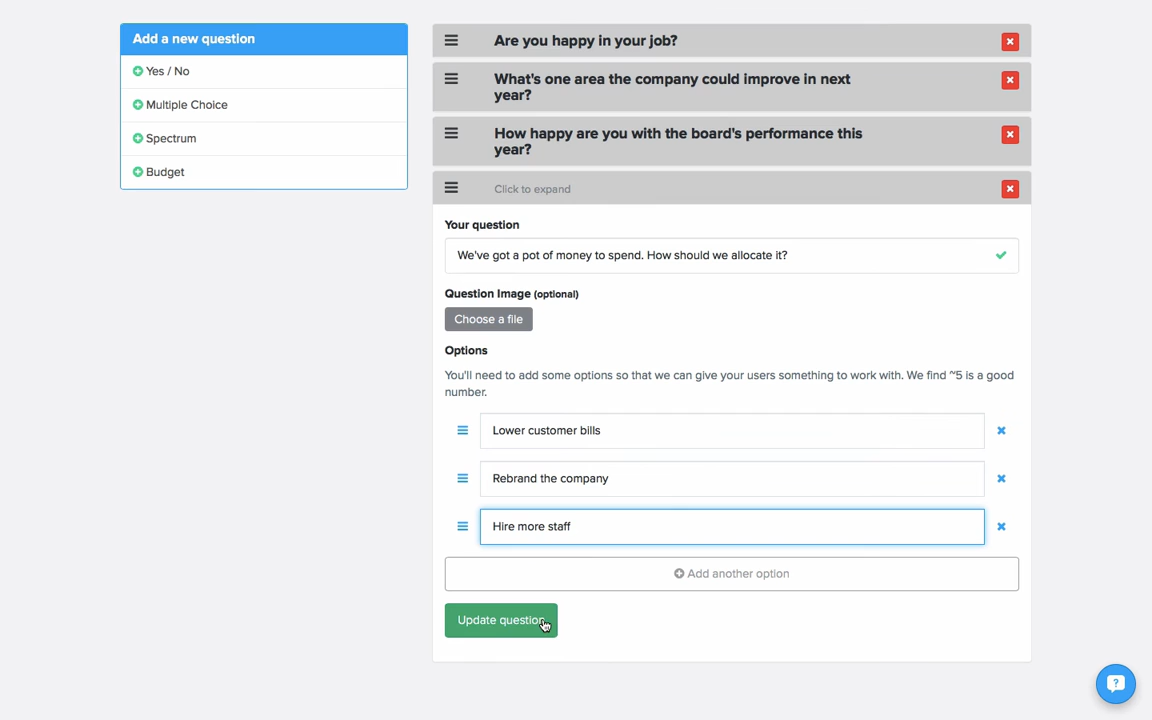 Add a new question
Yes / No
Multiple Choice
Spectrum
Budget
Are you happy in your job?
What's one area the company could improve in next
year?
How happy are you with the board's performance this
year?
Click to expand
Your question
We've got a pot of money to spend. How should we allocate it?
Question Image (optional)
Choose a file
Options
You'll need to add some options so that we can give your users something to work with. We find ~5 is a good
number.
Lower customer bills
Rebrand the company
Hire more staff
Add another option
Update question